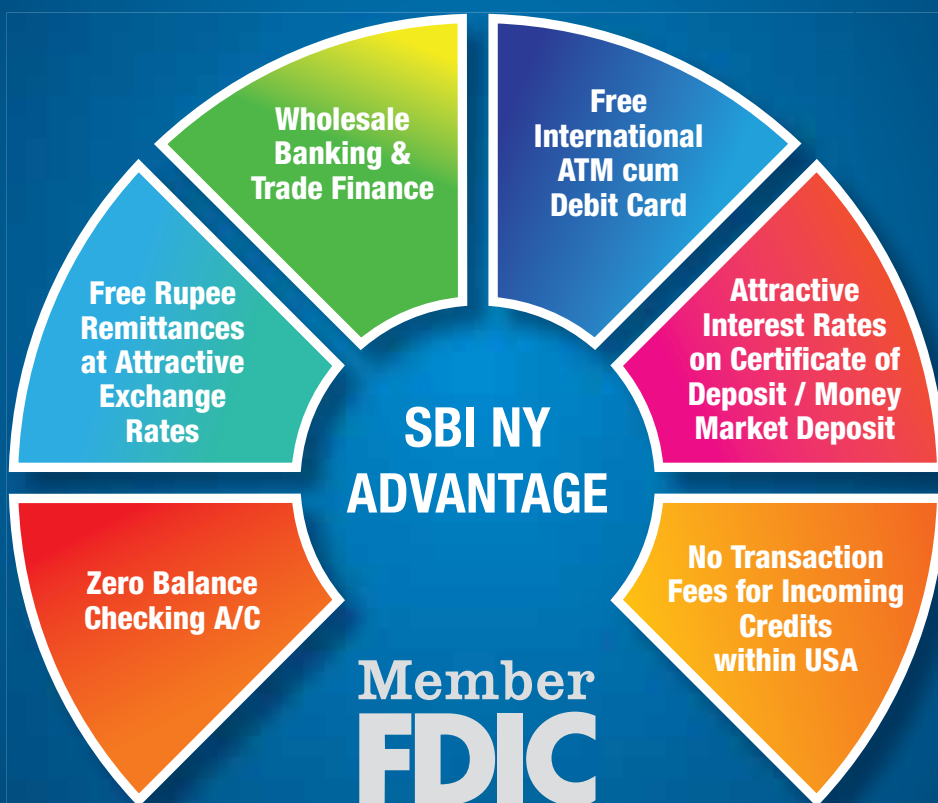 Wholesale
Banking &
Trade Finance
Free
International
ATM cum
Debit Card
Free Rupee
Remittances
at Attractive
Exchange
Rates
Attractive
Interest Rates
on Certificate of
Deposit / Money
Market Deposit
SBI NY
ADVANTAGE
Zero Balance
Checking A/C
No Transaction
Fees for Incoming
Credits
within USA
Member
FDIC